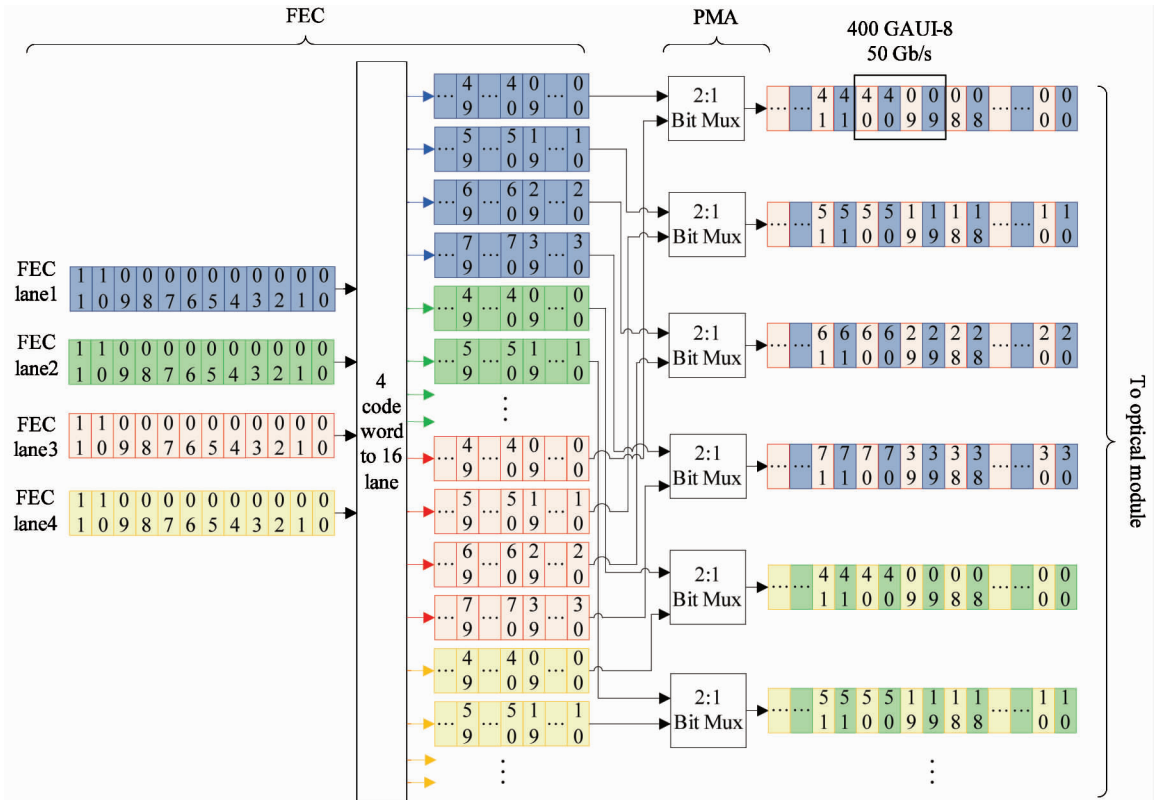 FEC
PMA
400 GAUI-8
50 Gb/s
FEC
lane1
1 1 0 0 0 0 0 0 0 0 0 0
1 0 9 8 7 6 5 4 3 2 1 0
FEC
lane2
1 1 0 0 0 0 0 0 0 0 0 0
1 0 9 8 7 6 5 4 3 2 1 0
FEC
lane3
1 1 0 0 0 0 0 0 0 0 0 0
1 0 9 8 7 6 5 4 3 2 1 0
FEC
lane4
1 1 0 0 0 0 0 0 0 0 0 0
1 0 9 8 7 6 5 4 3 2 1 0
4
code
word
to 16
lane
… 4 … 4 0 … 0
9 0 9 0
… 5 … 5 1 … 1
9 0 9 0
… 6 … 6 2 … 2
9 0 9 0
… 7 … 7 3 … 3
9 0 9 0
… 4 … 4 0 … 0
9 0 9 0
… 5 … 5 1 … 1
9 0 9 0
⋮
… 4 … 4 0 … 0
9 0 9 0
… 5 … 5 1 … 1
9 0 9 0
… 6 … 6 2 … 2
9 0 9 0
… 7 … 7 3 … 3
9 0 9 0
… 4 … 4 0 … 0
9 0 9 0
… 5 … 5 1 … 1
9 0 9 0
⋮
2:1
Bit Mux
2:1
Bit Mux
2:1
Bit Mux
2:1
Bit Mux
2:1
Bit Mux
2:1
Bit Mux
… … 4 4 4 4 0 0 0 0 … … 0 0
1 1 0 0 9 9 8 8 0 0
… … 5 5 5 5 1 1 1 1 … … 1 1
1 1 0 0 9 9 8 8 0 0
… … 6 6 6 6 2 2 2 2 … … 2 2
1 1 0 0 9 9 8 8 0 0
… … 7 7 7 7 3 3 3 3 … … 3 3
1 1 0 0 9 9 8 8 0 0
… … 4 4 4 4 0 0 0 0 … … 0 0
1 1 0 0 9 9 8 8 0 0
… … 5 5 5 5 1 1 1 1 … … 1 1
1 1 0 0 9 9 8 8 0 0
⋮
To optical module